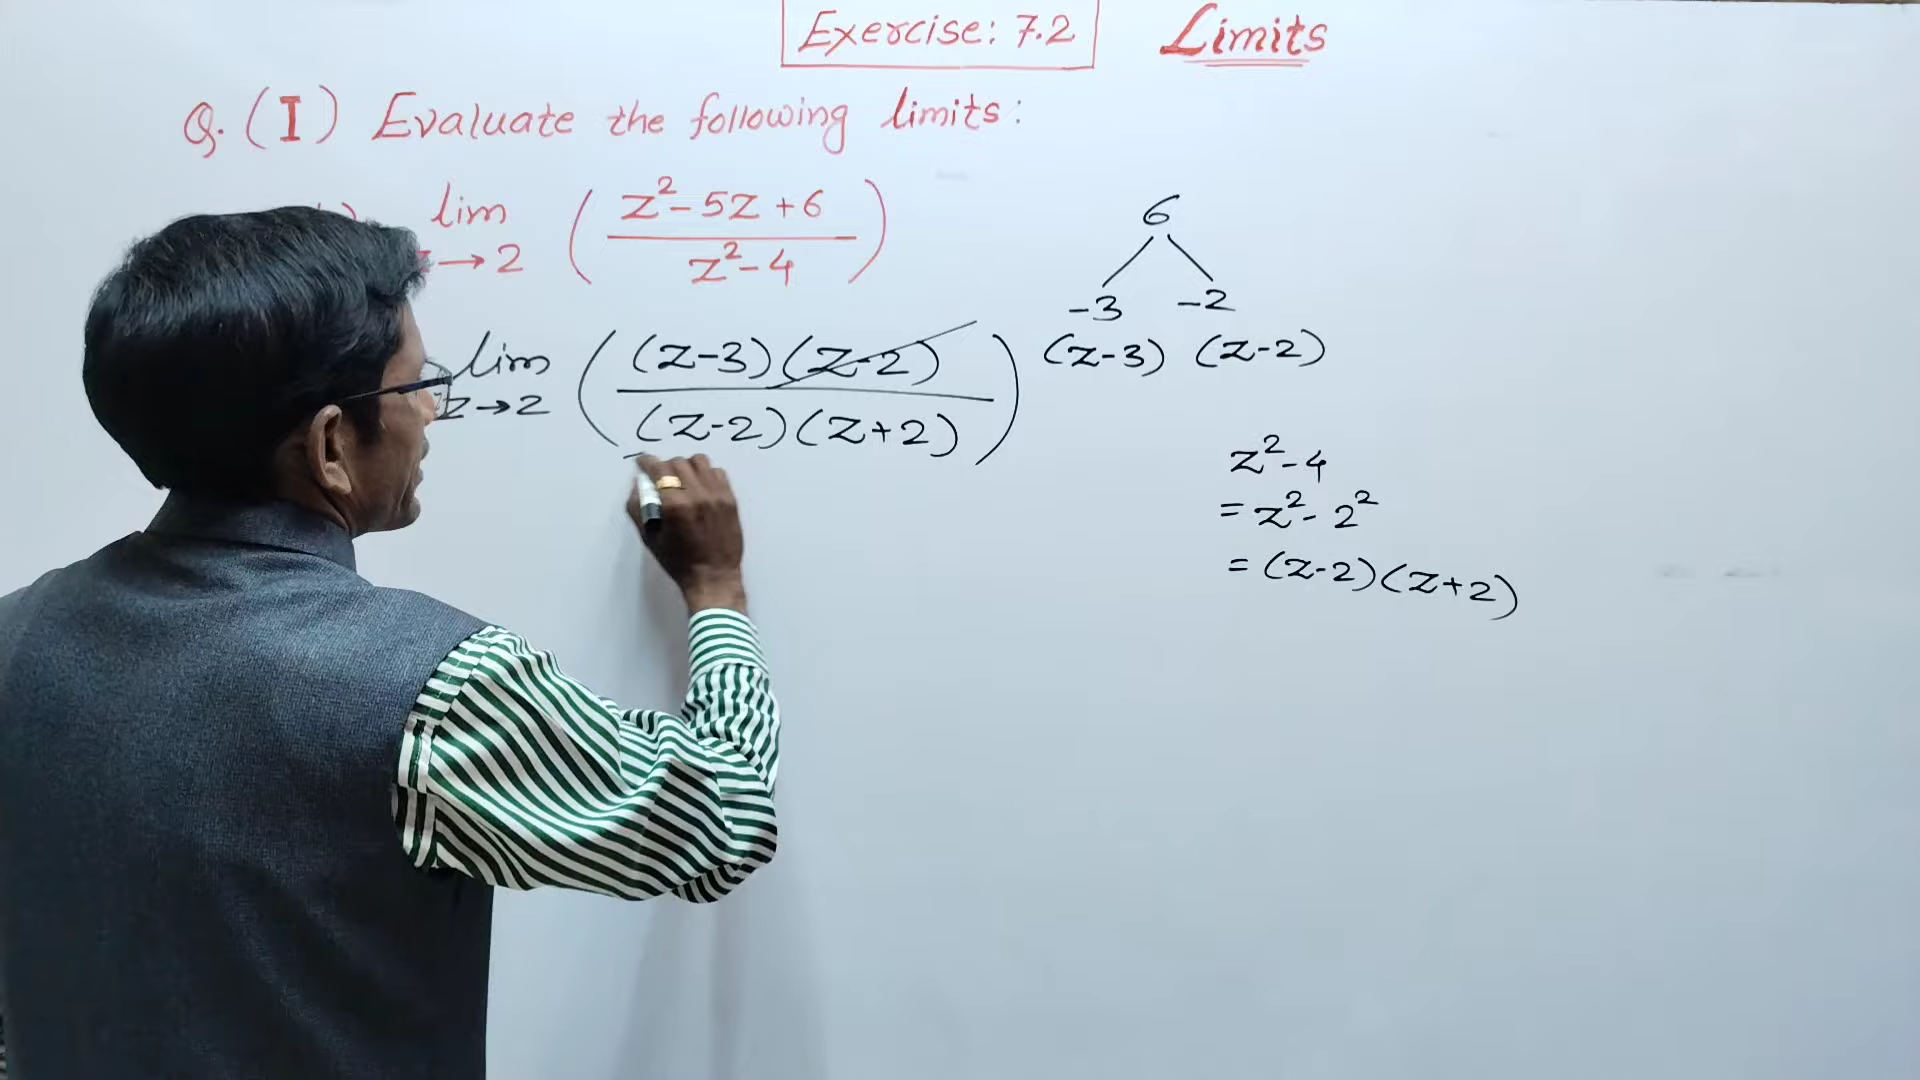 Exercise: 7.2 Limits
Q. (I) Evaluate the following limits:
) lim z→2 ( (z²-5z+6) / (z²-4) )
lim z→2 ( (z-3)(z-2) / (z-2)(z+2) )
6
-3 -2
(z-3) (z-2)
z²-4
= z²-2²
= (z-2)(z+2)